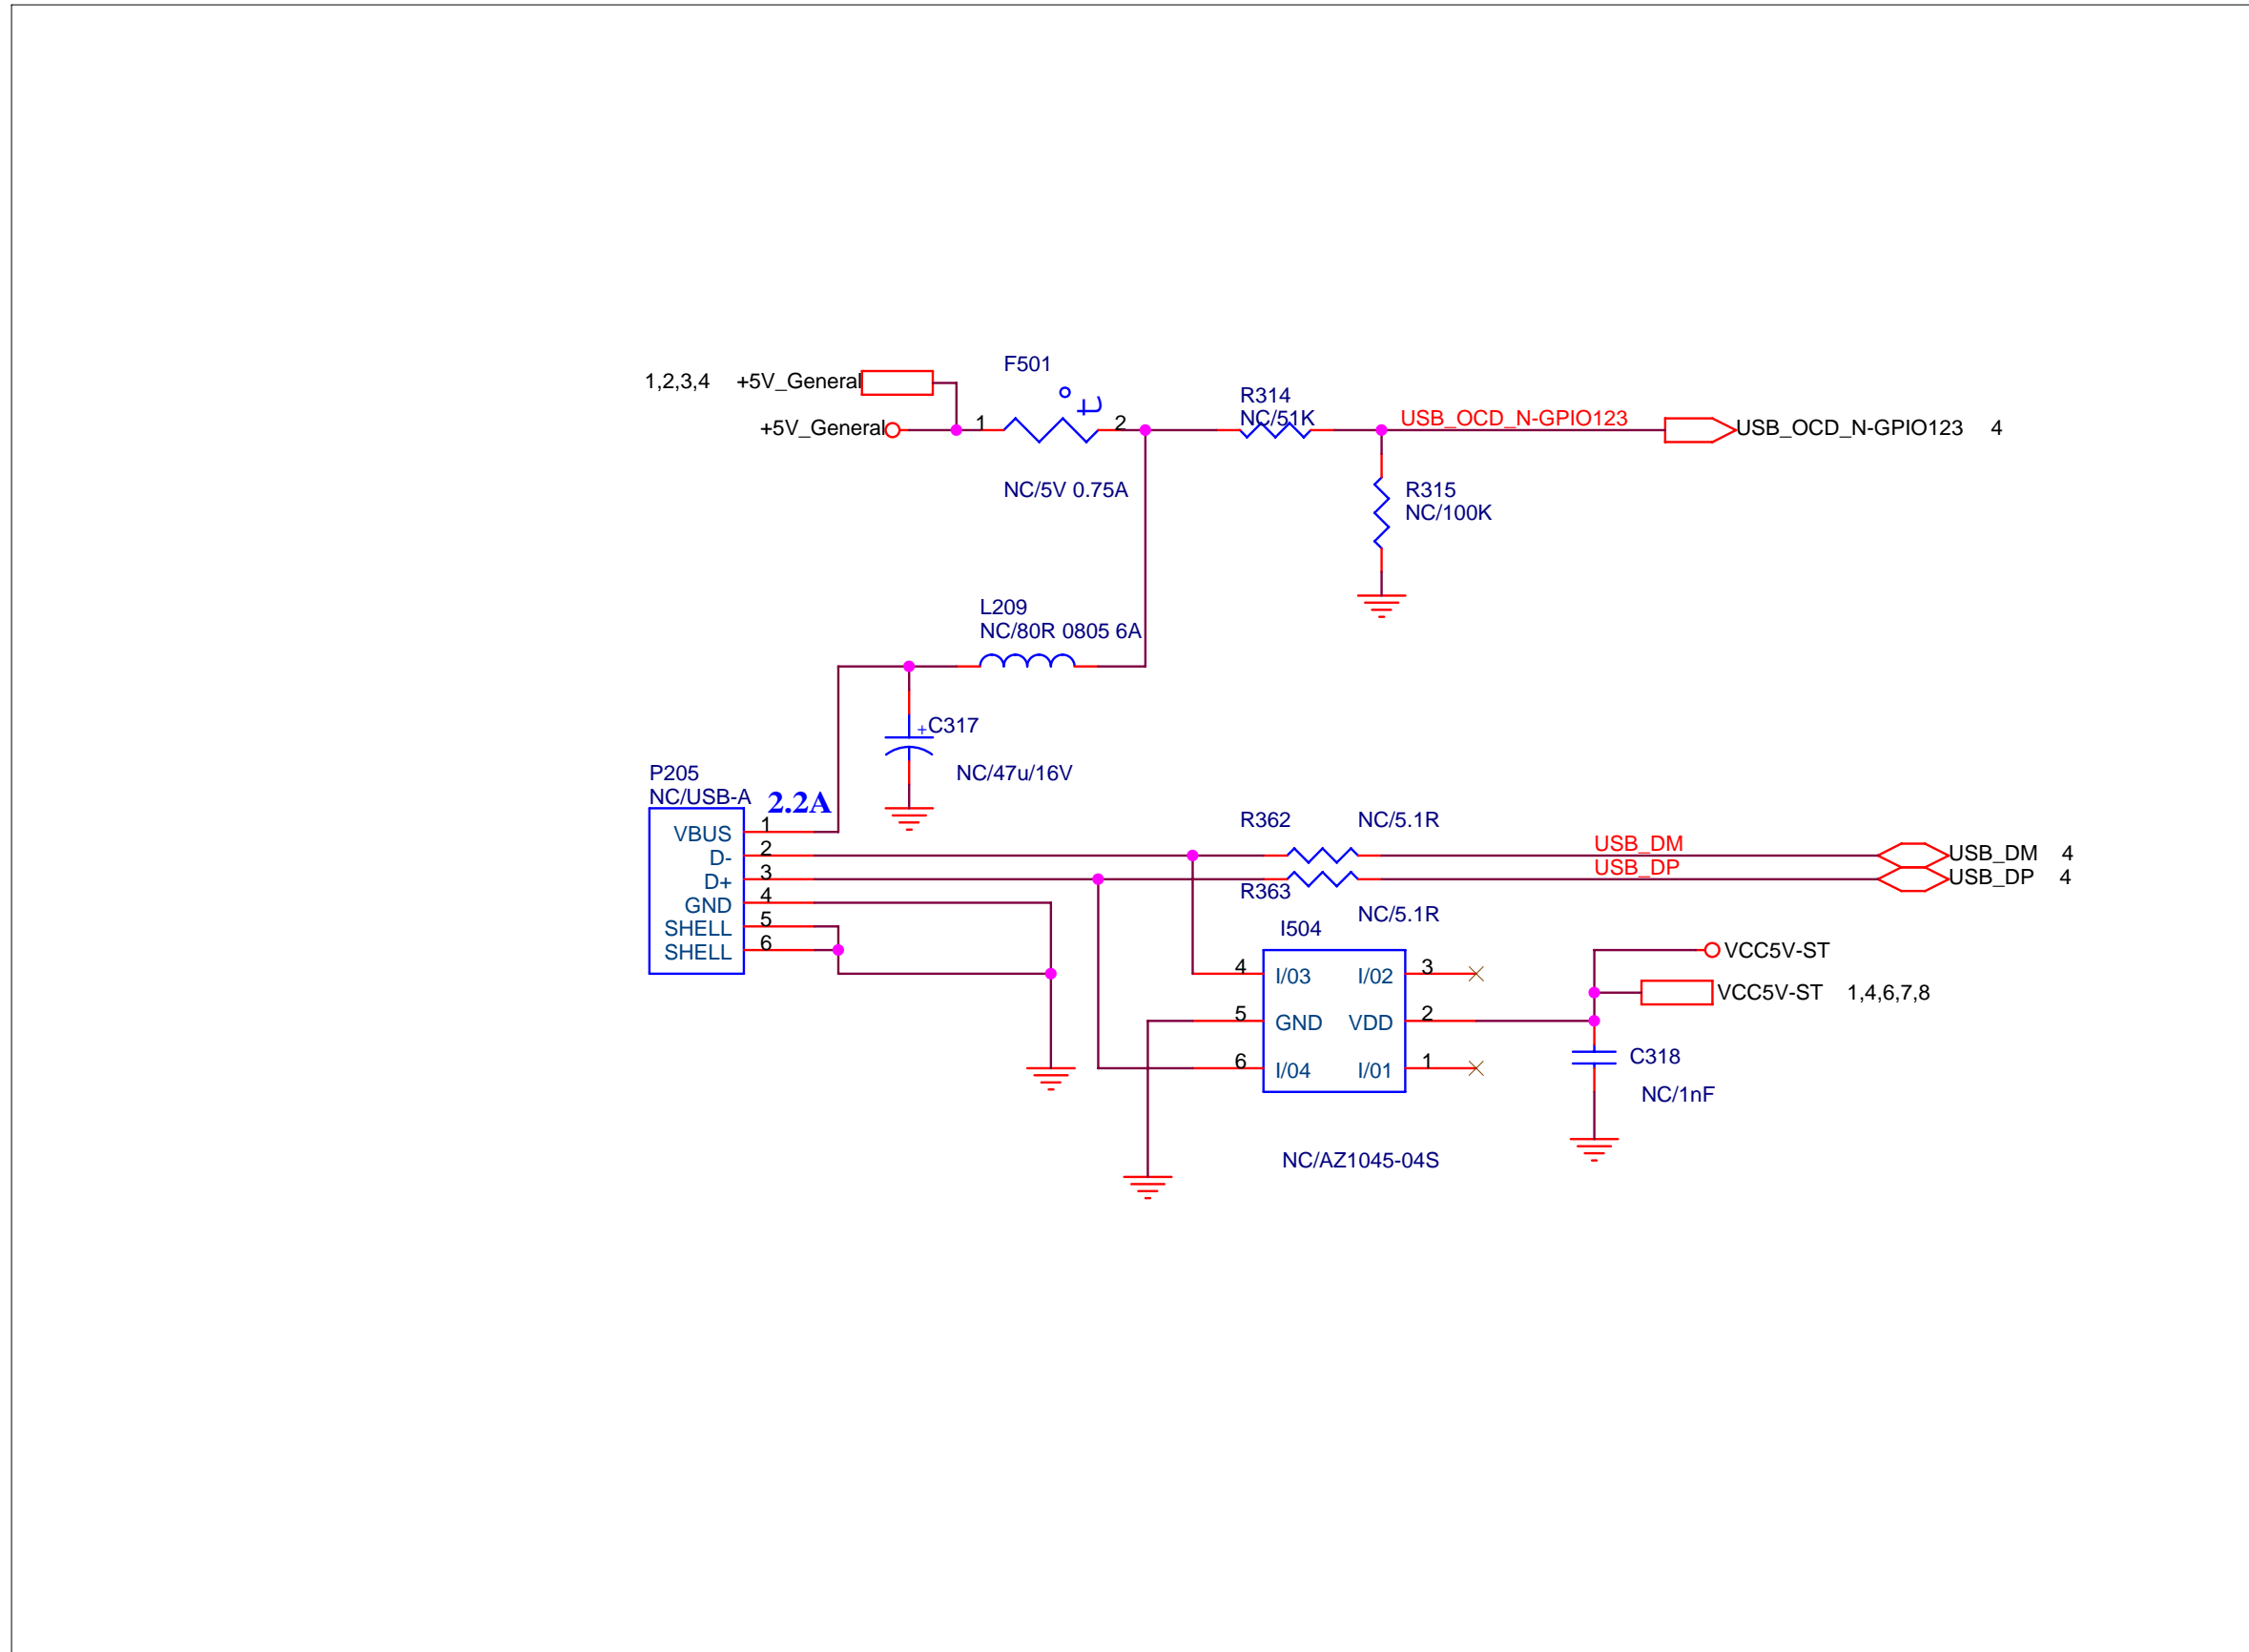 F501
1,2,3,4 +5V_General
t
R314
NC/51K
+5V_General
1
2
USB_OCD_N-GPIO123
USB_OCD_N-GPIO123 4
NC/5V 0.75A
R315
NC/100K
L209
NC/80R 0805 6A
+C317
NC/47u/16V
P205
NC/USB-A
2.2A
VBUS 1
D- 2
D+ 3
GND 4
SHELL 5
SHELL 6
R362 NC/5.1R
USB_DM
USB_DM 4
USB_DP
USB_DP 4
R363
NC/5.1R
I504
4 I/03 I/02 3
5 GND VDD 2
6 I/04 I/01 1
VCC5V-ST
VCC5V-ST 1,4,6,7,8
C318
NC/1nF
NC/AZ1045-04S